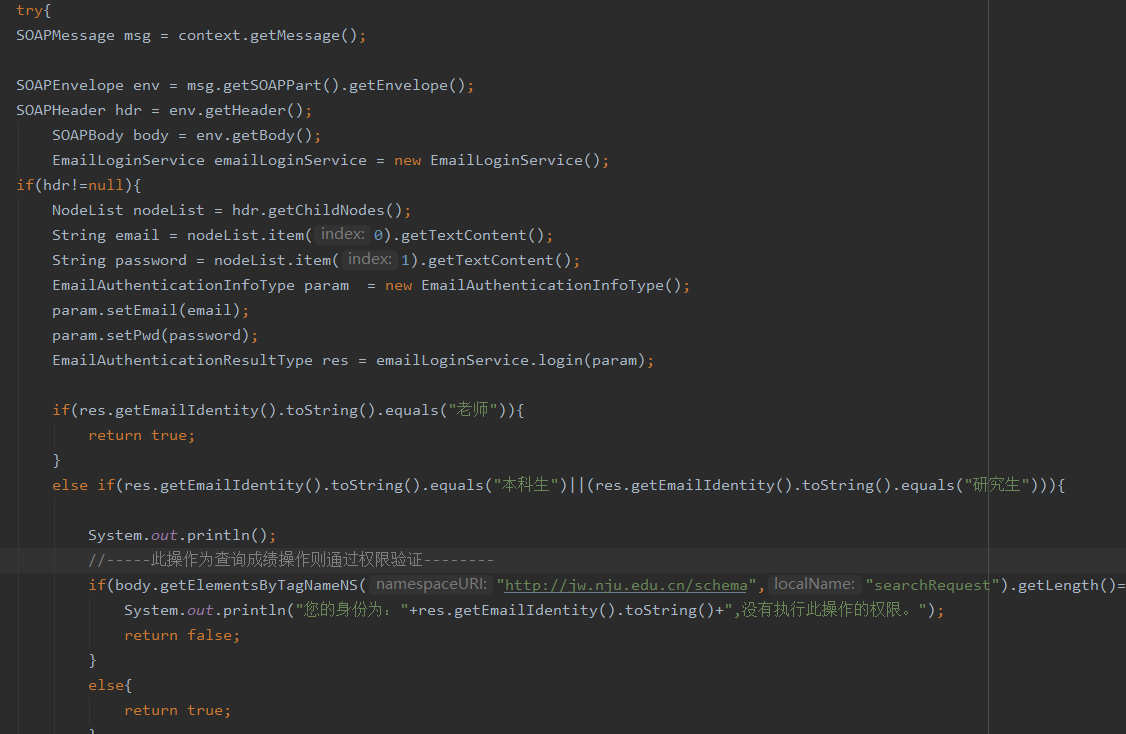 try{
SOAPMessage msg = context.getMessage();
SOAPEnvelope env = msg.getSOAPPart().getEnvelope();
SOAPHeader hdr = env.getHeader();
SOAPBody body = env.getBody();
EmailLoginService emailLoginService = new EmailLoginService();
if(hdr!=null){
NodeList nodeList = hdr.getChildNodes();
String email = nodeList.item( index: 0).getTextContent();
String password = nodeList.item( index: 1).getTextContent();
EmailAuthenticationInfoType param  = new EmailAuthenticationInfoType();
param.setEmail(email);
param.setPwd(password);
EmailAuthenticationResultType res = emailLoginService.login(param);
if(res.getEmailIdentity().toString().equals("老师")){
return true;
}
else if(res.getEmailIdentity().toString().equals("本科生")||(res.getEmailIdentity().toString().equals("研究生"))){
System.out.println();
//-----此操作为查询成绩操作则通过权限验证--------
if(body.getElementsByTagNameNS( namespaceURI: "http://jw.nju.edu.cn/schema", localName: "searchRequest").getLength()=
System.out.println("您的身份为："+res.getEmailIdentity().toString()+",没有执行此操作的权限。");
return false;
}
else{
return true;